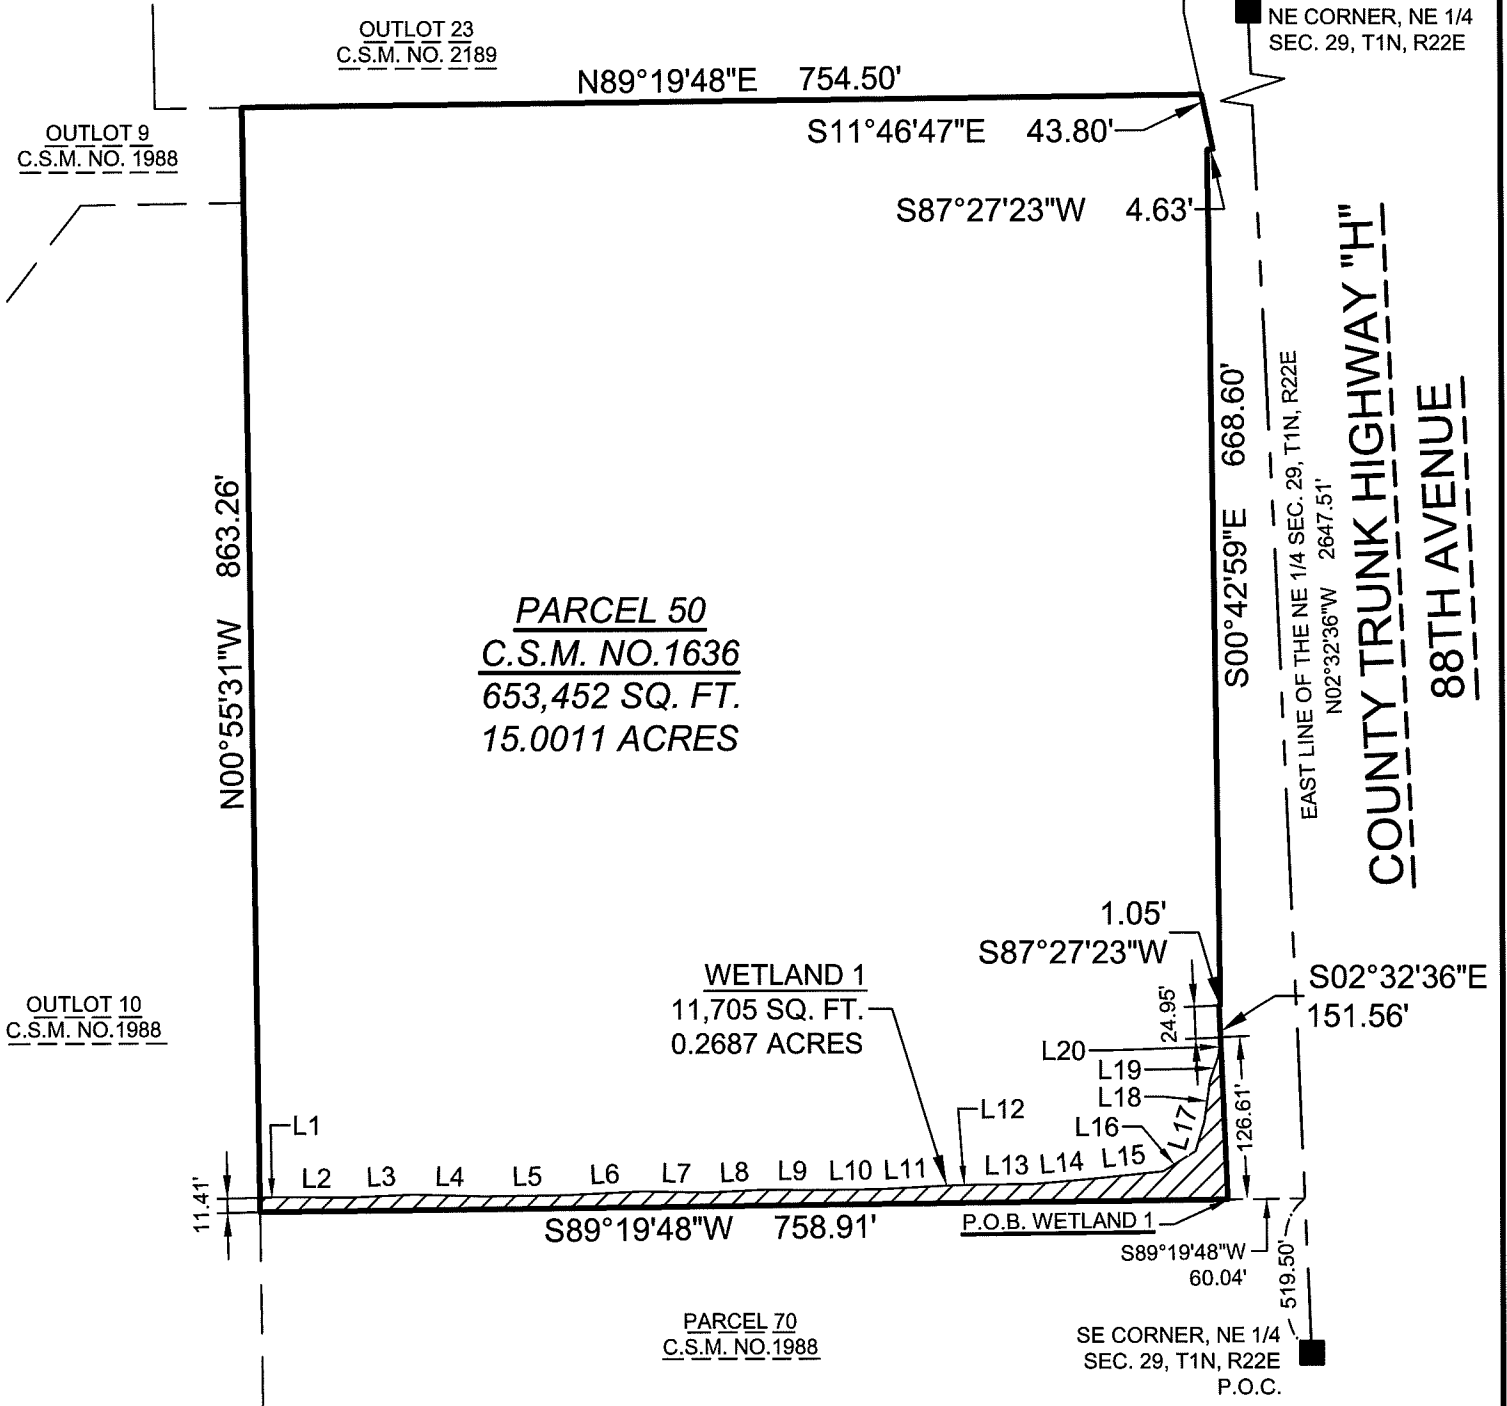 OUTLOT 23
C.S.M. NO. 2189
NE CORNER, NE 1/4
SEC. 29, T1N, R22E
N89°19'48"E 754.50'
OUTLOT 9
C.S.M. NO. 1988
S11°46'47"E 43.80'
S87°27'23"W 4.63'
COUNTY TRUNK HIGHWAY "H"
88TH AVENUE
EAST LINE OF THE NE 1/4 SEC. 29, T1N, R22E
N02°32'36"W 2647.51'
S00°42'59"E 668.60'
N00°55'31"W 863.26'
PARCEL 50
C.S.M. NO.1636
653,452 SQ. FT.
15.0011 ACRES
1.05'
S87°27'23"W
WETLAND 1
11,705 SQ. FT.
0.2687 ACRES
S02°32'36"E
151.56'
24.95'
OUTLOT 10
C.S.M. NO.1988
L20
L19
L18
L17
L16
126.61'
L1
L2
L3
L4
L5
L6
L7
L8
L9
L10
L11
L12
L13
L14
L15
11.41'
S89°19'48"W 758.91'
P.O.B. WETLAND 1
S89°19'48"W
60.04'
519.50'
PARCEL 70
C.S.M. NO.1988
SE CORNER, NE 1/4
SEC. 29, T1N, R22E
P.O.C.